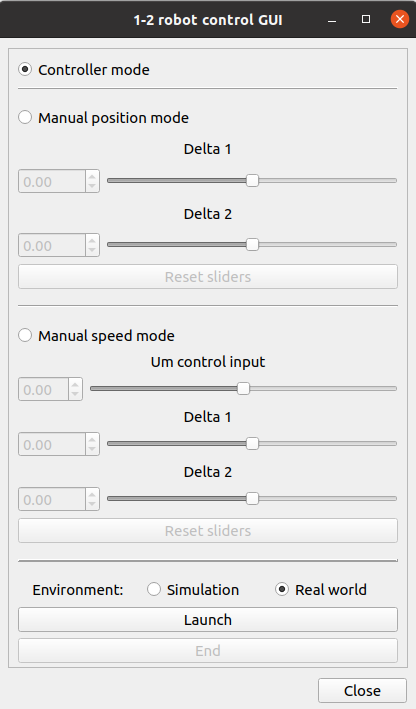 1-2 robot control GUI
Controller mode
Manual position mode
Delta 1
0.00
Delta 2
0.00
Reset sliders
Manual speed mode
Um control input
0.00
Delta 1
0.00
Delta 2
0.00
Reset sliders
Environment: Simulation Real world
Launch
End
Close